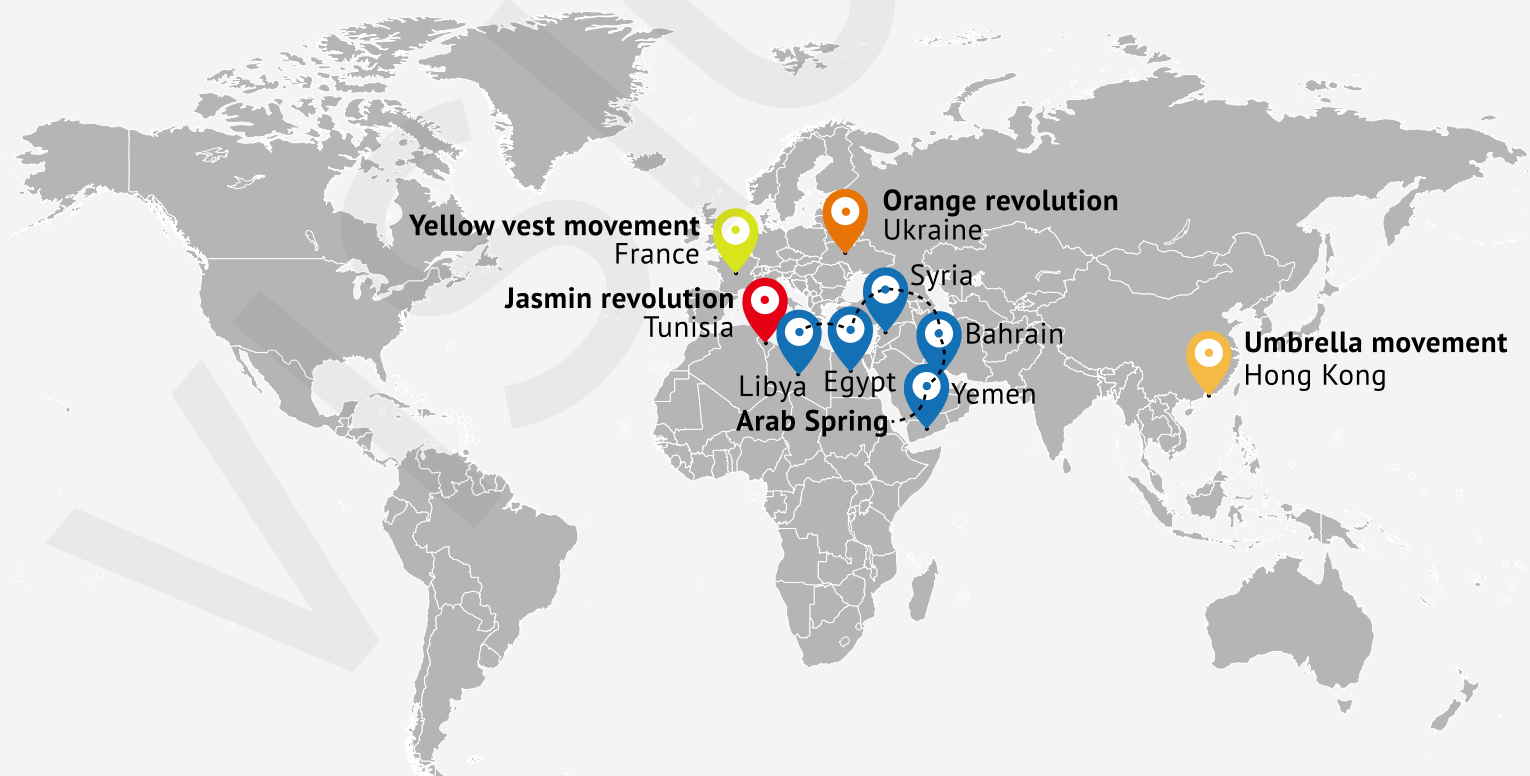 Orange revolution
Ukraine
Yellow vest movement
France
Syria
Jasmin revolution
Tunisia
Bahrain
Umbrella movement
Hong Kong
Libya
Egypt
Yemen
Arab Spring